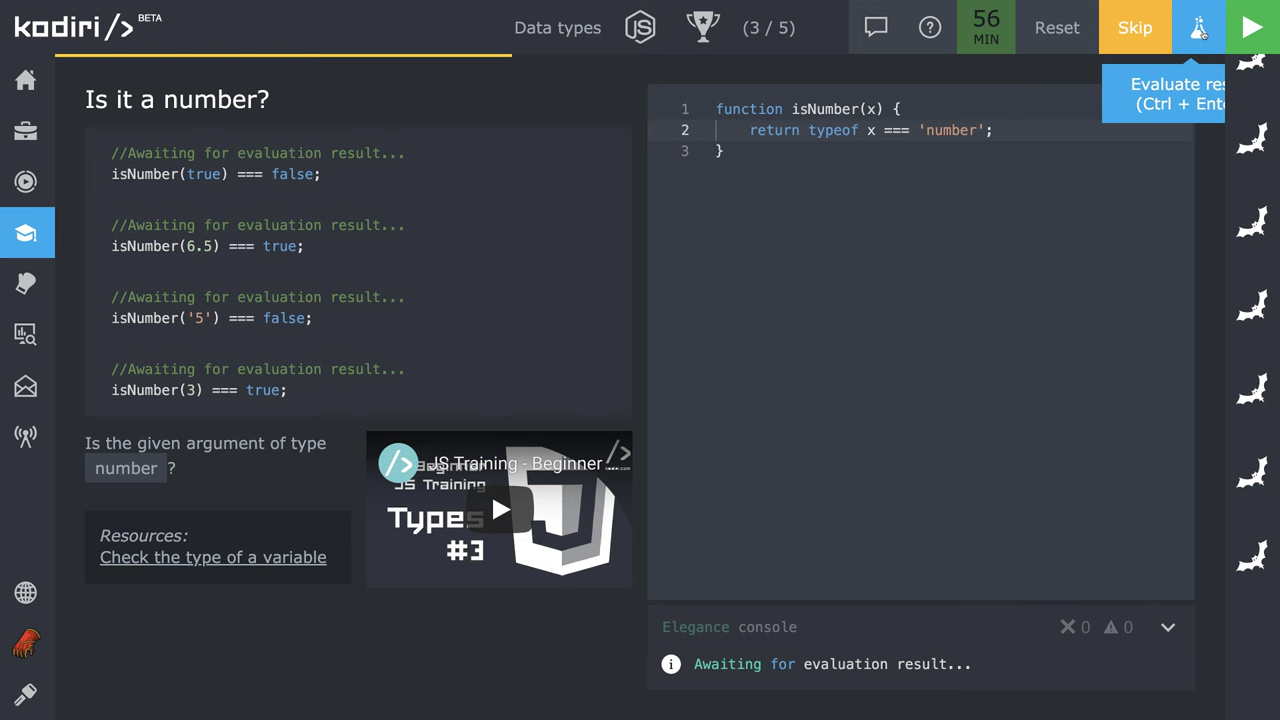 kodiri/> BETA
Data types
JS
(3 / 5)
56
MIN
Reset
Skip
Evaluate res
(Ctrl + Ente
Is it a number?
//Awaiting for evaluation result...
isNumber(true) === false;
//Awaiting for evaluation result...
isNumber(6.5) === true;
//Awaiting for evaluation result...
isNumber('5') === false;
//Awaiting for evaluation result...
isNumber(3) === true;
Is the given argument of type
number ?
Resources:
Check the type of a variable
JS Training - Beginner
Beginner
JS Training
Types
#3
1 function isNumber(x) {
2 return typeof x === 'number';
3 }
Elegance console
0 0
Awaiting for evaluation result...